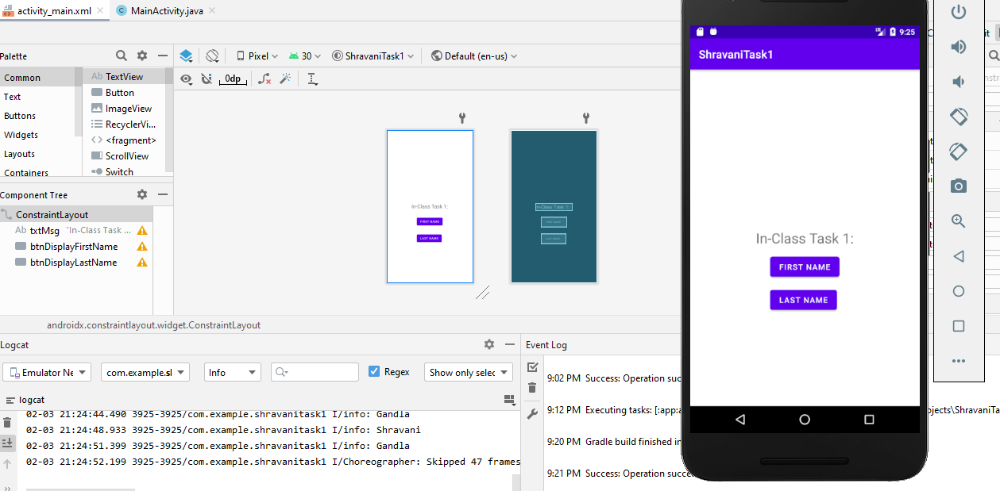 activity_main.xml
MainActivity.java
Palette
Pixel
30
ShravaniTask1
Default (en-us)
Common
Text
Buttons
Widgets
Layouts
Containers
Ab TextView
Button
ImageView
RecyclerVi...
<fragment>
ScrollView
Switch
0dp
In-Class Task 1:
FIRST NAME
LAST NAME
In-Class Task 1:
Component Tree
ConstraintLayout
Ab txtMsg "In-Class Task ...
btnDisplayFirstName
btnDisplayLastName
androidx.constraintlayout.widget.ConstraintLayout
Logcat
Emulator Ne
com.example.sl
Info
Regex
Show only selec
logcat
02-03 21:24:44.490 3925-3925/com.example.shravanitask1 I/info: Gandla
02-03 21:24:48.933 3925-3925/com.example.shravanitask1 I/info: Shravani
02-03 21:24:51.399 3925-3925/com.example.shravanitask1 I/info: Gandla
02-03 21:24:52.199 3925-3925/com.example.shravanitask1 I/Choreographer: Skipped 47 frames
Event Log
9:02 PM Success: Operation suc
9:12 PM Executing tasks: [:app:a
ojects\ShravaniTa
9:20 PM Gradle build finished in
9:21 PM Success: Operation succe
9:25
ShravaniTask1
In-Class Task 1:
FIRST NAME
LAST NAME